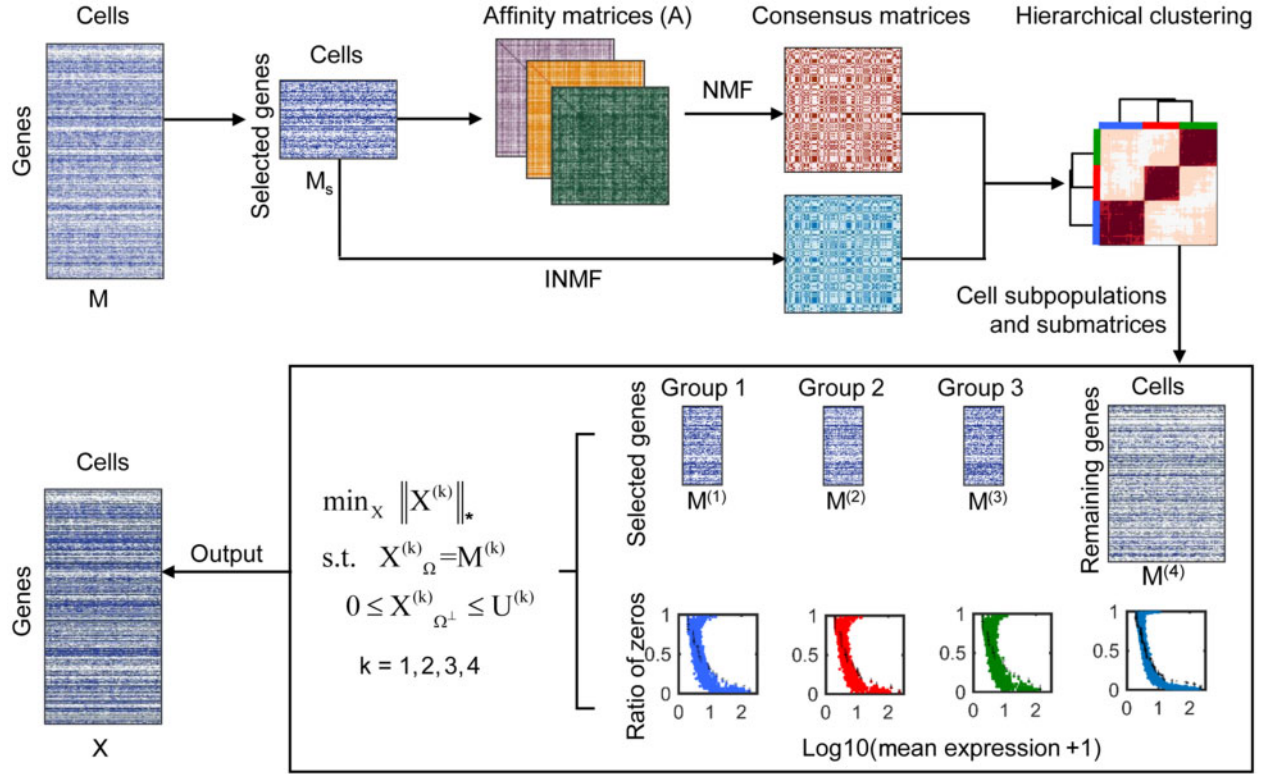 Affinity matrices (A)
Consensus matrices
Hierarchical clustering
Cells
Genes
M
Cells
Selected genes
Mₛ
NMF
INMF
Cell subpopulations
and submatrices
Group 1
Group 2
Group 3
Cells
Selected genes
M⁽¹⁾
M⁽²⁾
M⁽³⁾
Remaining genes
M⁽⁴⁾
minₓ ‖X⁽ᵏ⁾‖*
s.t. X⁽ᵏ⁾_Ω=M⁽ᵏ⁾
0 ≤ X⁽ᵏ⁾_Ω⊥ ≤ U⁽ᵏ⁾
k = 1, 2, 3, 4
Ratio of zeros
1
0.5
0
0 1 2
1
0.5
0
0 1 2
1
0.5
0
0 1 2
1
0.5
0
0 1 2
Log10(mean expression +1)
Output
Cells
Genes
X